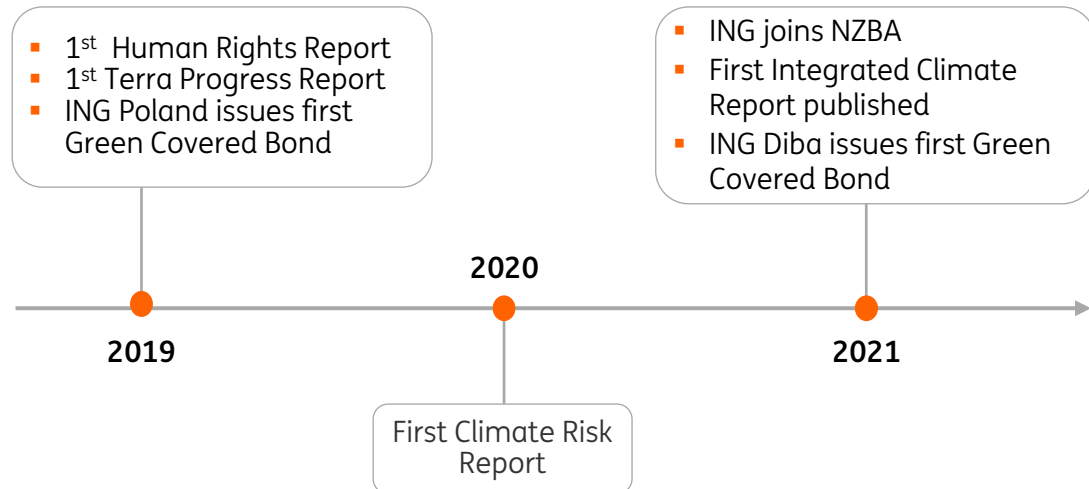 ▪ 1st Human Rights Report
▪ 1st Terra Progress Report
▪ ING Poland issues first
Green Covered Bond
2019
2020
First Climate Risk
Report
▪ ING joins NZBA
▪ First Integrated Climate
Report published
▪ ING Diba issues first Green
Covered Bond
2021